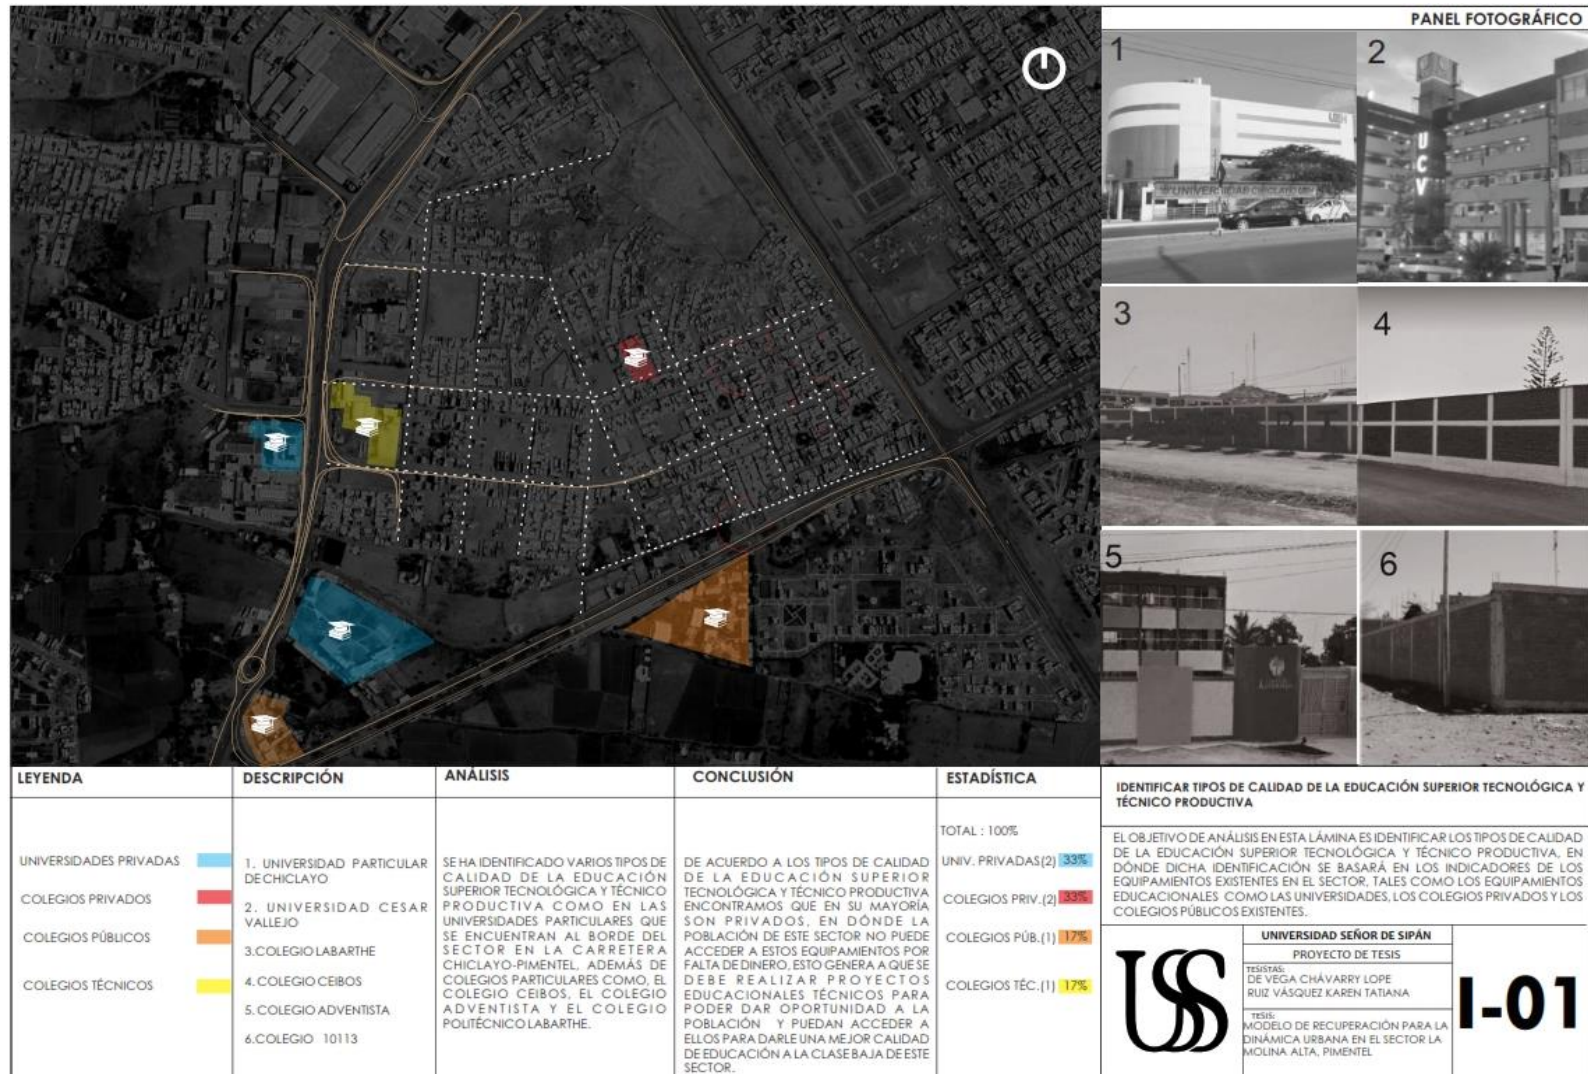 PANEL FOTOGRÁFICO
1
2
UCV
UNIVERSIDAD CHICLAYO
3
4
5
6
LEYENDA
UNIVERSIDADES PRIVADAS
COLEGIOS PRIVADOS
COLEGIOS PÚBLICOS
COLEGIOS TÉCNICOS
DESCRIPCIÓN
1. UNIVERSIDAD PARTICULAR
DECHICLAYO
2. UNIVERSIDAD CESAR
VALLEJO
3.COLEGIO LABARTHE
4. COLEGIO CEIBOS
5. COLEGIO ADVENTISTA
6.COLEGIO 10113
ANÁLISIS
SE HA IDENTIFICADO VARIOS TIPOS DE
CALIDAD DE LA EDUCACIÓN
SUPERIOR TECNOLÓGICA Y TÉCNICO
PRODUCTIVA COMO EN LAS
UNIVERSIDADES PARTICULARES QUE
SE ENCUENTRAN AL BORDE DEL
SECTOR EN LA CARRETERA
CHICLAYO-PIMENTEL, ADEMÁS DE
COLEGIOS PARTICULARES COMO, EL
COLEGIO CEIBOS, EL COLEGIO
ADVENTISTA Y EL COLEGIO
POLITÉCNICO LABARTHE.
CONCLUSIÓN
DE ACUERDO A LOS TIPOS DE CALIDAD
DE LA EDUCACIÓN SUPERIOR
TECNOLÓGICA Y TÉCNICO PRODUCTIVA
ENCONTRAMOS QUE EN SU MAYORÍA
SON PRIVADOS, EN DÓNDE LA
POBLACIÓN DE ESTE SECTOR NO PUEDE
ACCEDER A ESTOS EQUIPAMIENTOS POR
FALTA DE DINERO, ESTO GENERA A QUE SE
DEBE REALIZAR PROYECTOS
EDUCACIONALES TÉCNICOS PARA
PODER DAR OPORTUNIDAD A LA
POBLACIÓN Y PUEDAN ACCEDER A
ELLOS PARA DARLE UNA MEJOR CALIDAD
DE EDUCACIÓN A LA CLASE BAJA DE ESTE
SECTOR.
ESTADÍSTICA
TOTAL : 100%
UNIV. PRIVADAS(2) 33%
COLEGIOS PRIV.(2) 33%
COLEGIOS PÚB.(1) 17%
COLEGIOS TÉC.(1) 17%
IDENTIFICAR TIPOS DE CALIDAD DE LA EDUCACIÓN SUPERIOR TECNOLÓGICA Y
TÉCNICO PRODUCTIVA
EL OBJETIVO DE ANÁLISIS EN ESTA LÁMINA ES IDENTIFICAR LOS TIPOS DE CALIDAD
DE LA EDUCACIÓN SUPERIOR TECNOLÓGICA Y TÉCNICO PRODUCTIVA, EN
DÓNDE DICHA IDENTIFICACIÓN SE BASARÁ EN LOS INDICADORES DE LOS
EQUIPAMIENTOS EXISTENTES EN EL SECTOR, TALES COMO LOS EQUIPAMIENTOS
EDUCACIONALES COMO LAS UNIVERSIDADES, LOS COLEGIOS PRIVADOS Y LOS
COLEGIOS PÚBLICOS EXISTENTES.
USS
UNIVERSIDAD SEÑOR DE SIPÁN
PROYECTO DE TESIS
TESISTAS:
DE VEGA CHÁVARRY LOPE
RUIZ VÁSQUEZ KAREN TATIANA
TESIS:
MODELO DE RECUPERACIÓN PARA LA
DINÁMICA URBANA EN EL SECTOR LA
MOLINA ALTA, PIMENTEL
I-01